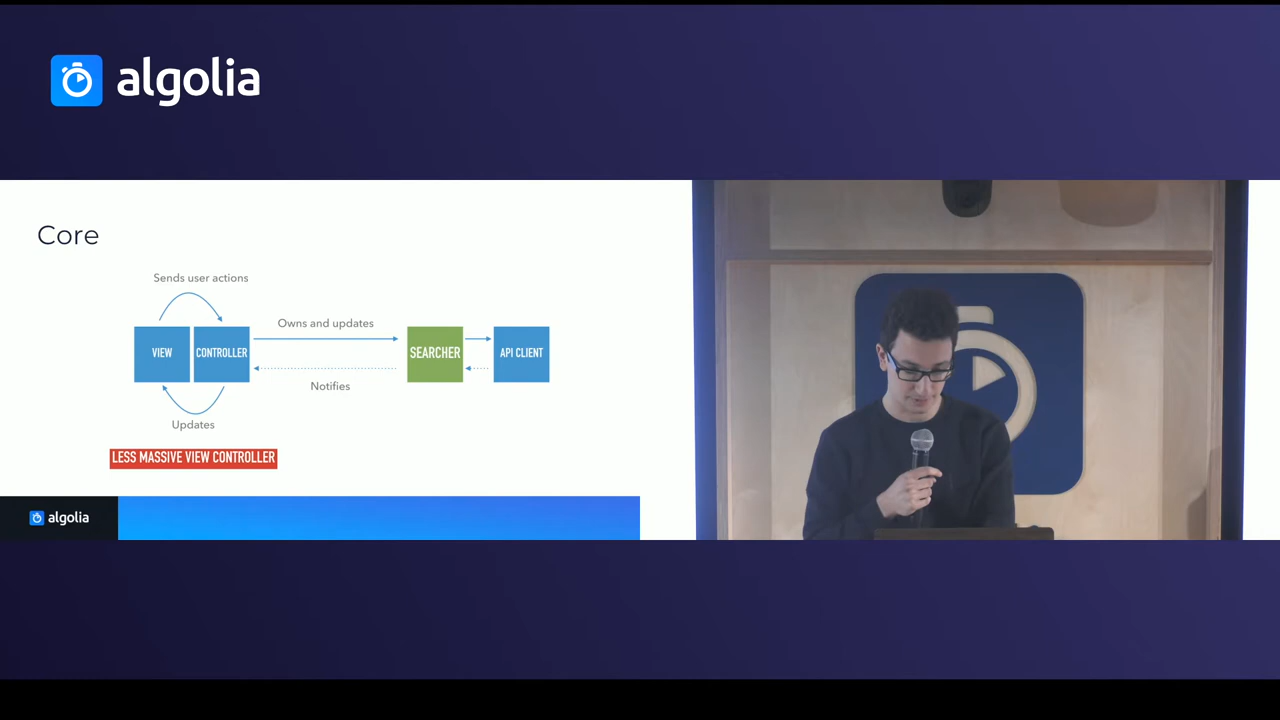 algolia
Core
Sends user actions
Owns and updates
VIEW
CONTROLLER
SEARCHER
API CLIENT
Notifies
Updates
LESS MASSIVE VIEW CONTROLLER
algolia